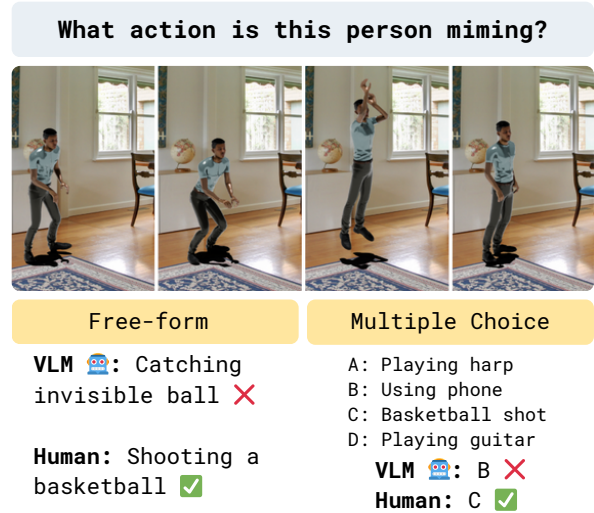 What action is this person miming?
Free-form
VLM 🤖: Catching
invisible ball ❌
Human: Shooting a
basketball ✅
Multiple Choice
A: Playing harp
B: Using phone
C: Basketball shot
D: Playing guitar
VLM 🤖: B ❌
Human: C ✅